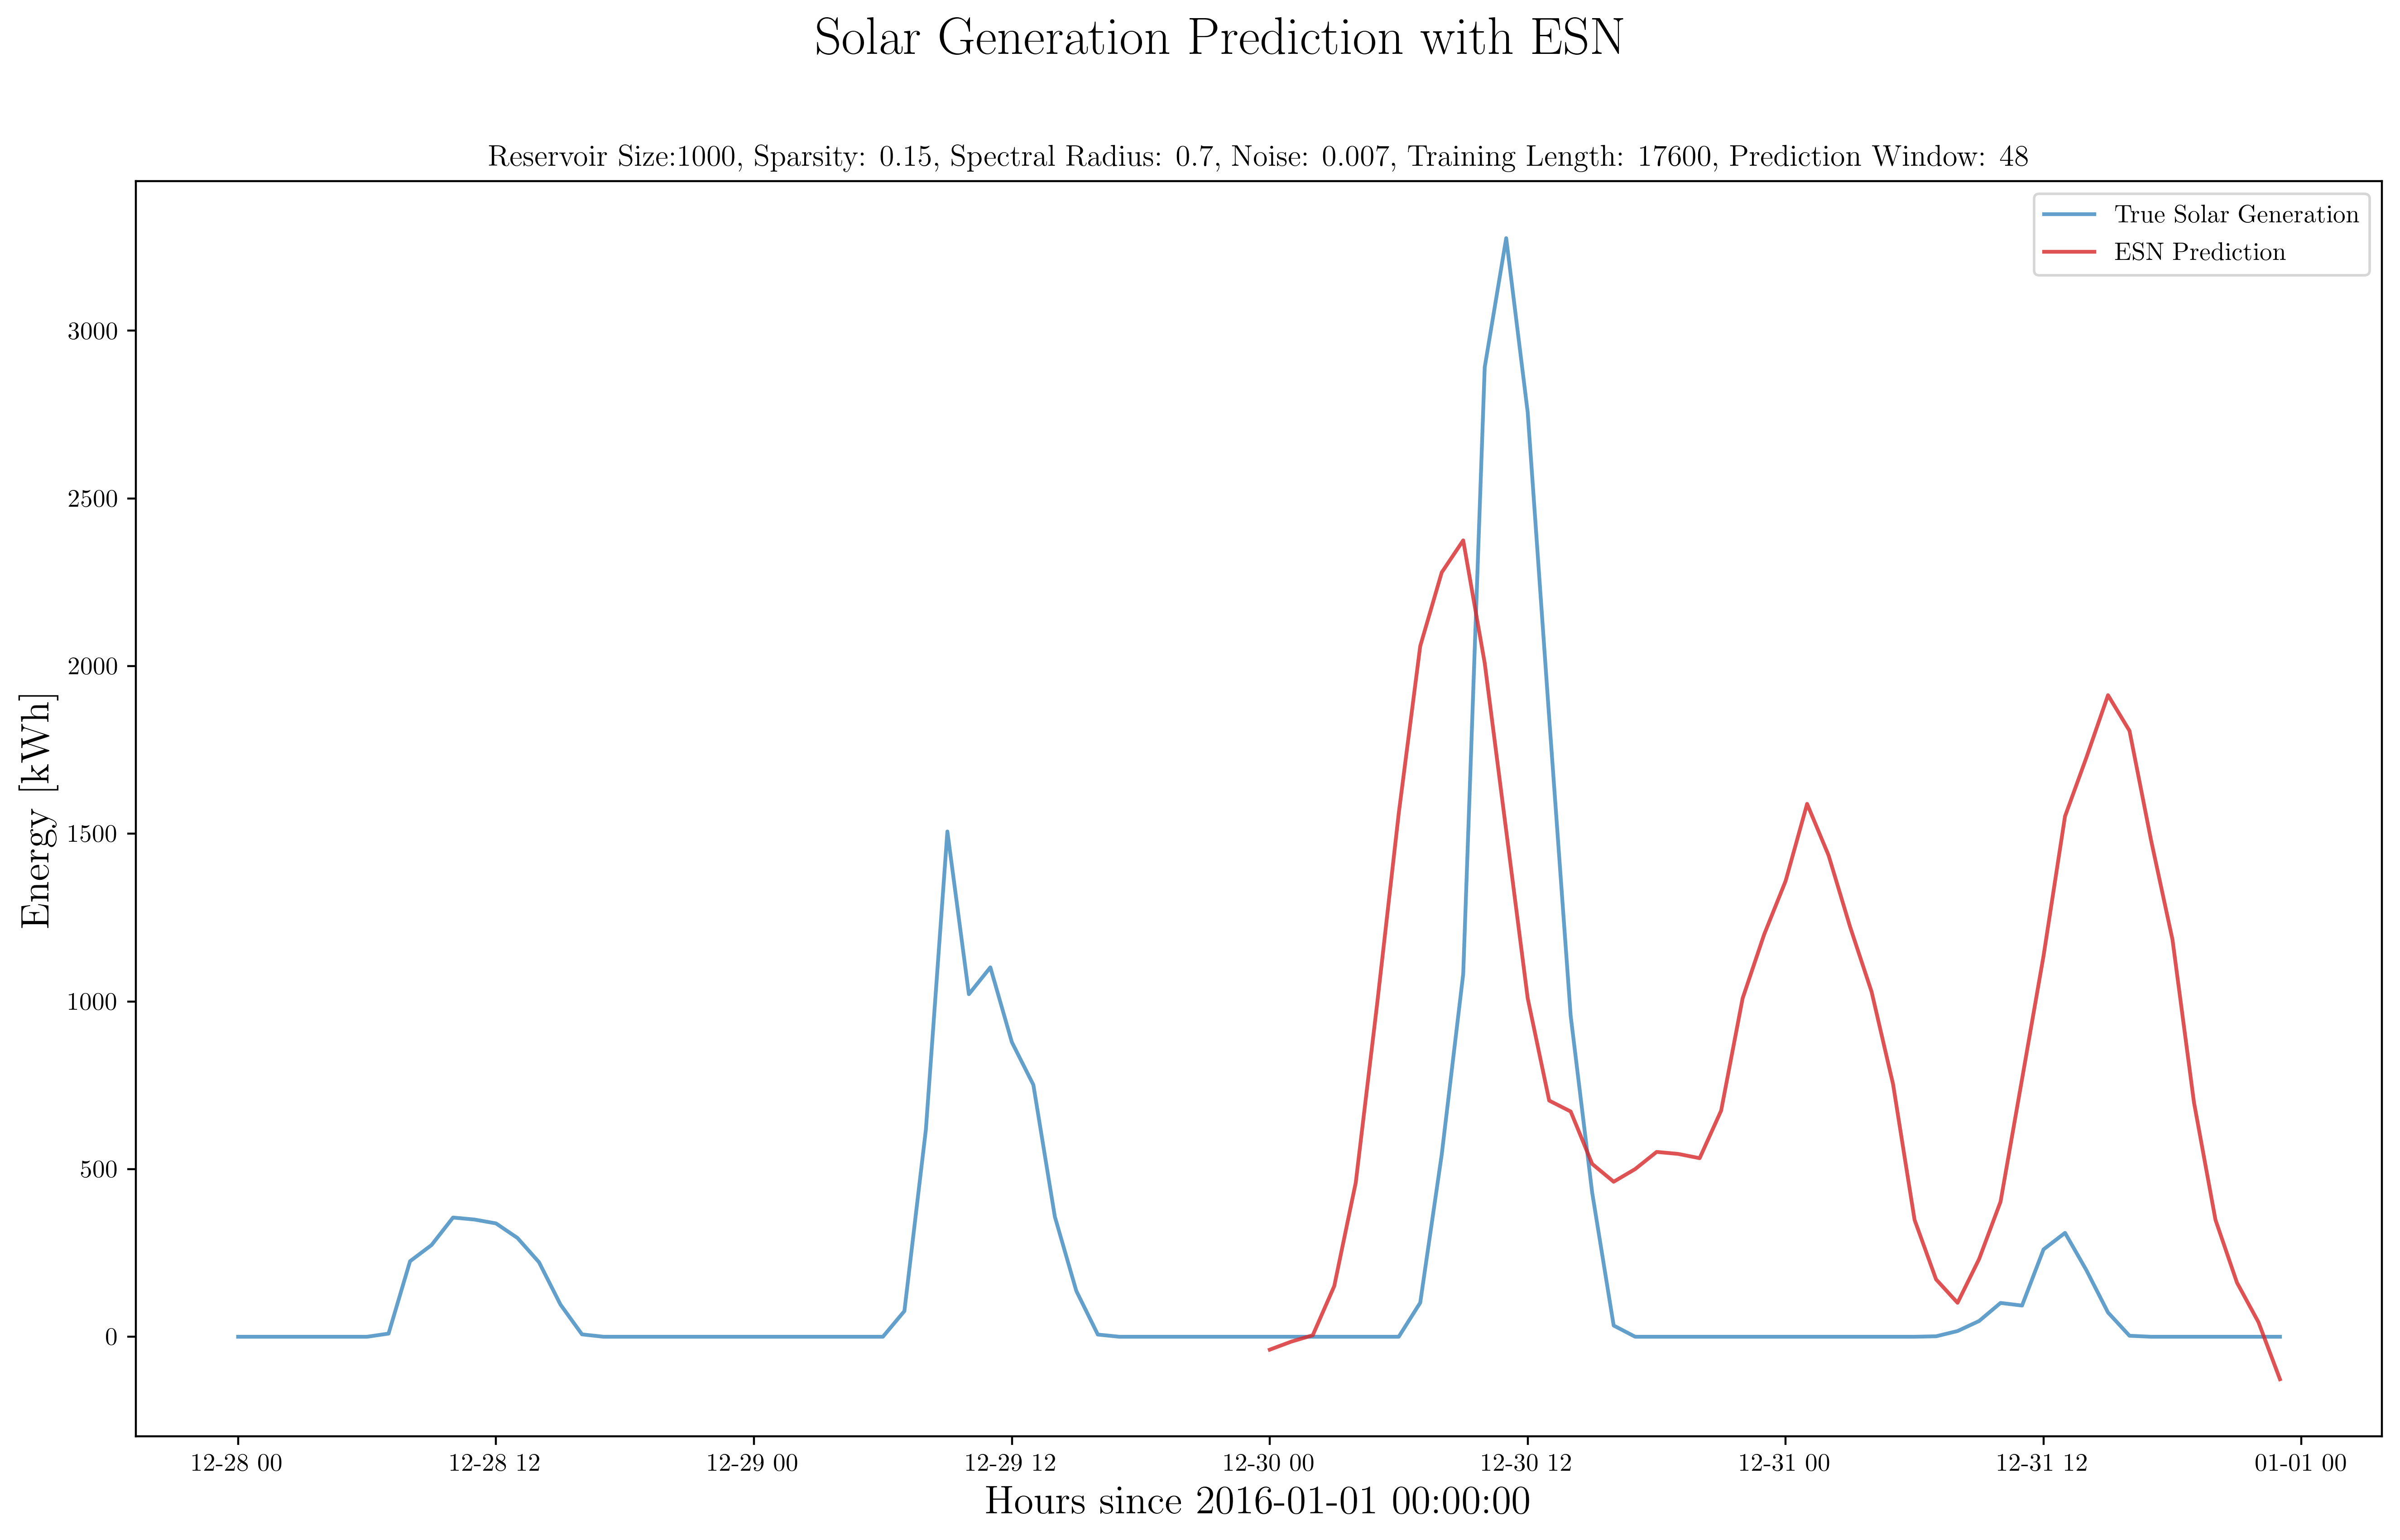 Solar Generation Prediction with ESN
Reservoir Size:1000, Sparsity: 0.15, Spectral Radius: 0.7, Noise: 0.007, Training Length: 17600, Prediction Window: 48
True Solar Generation
ESN Prediction
3000
2500
2000
1500
1000
500
0
Energy [kWh]
12-28 00
12-28 12
12-29 00
12-29 12
12-30 00
12-30 12
12-31 00
12-31 12
01-01 00
Hours since 2016-01-01 00:00:00